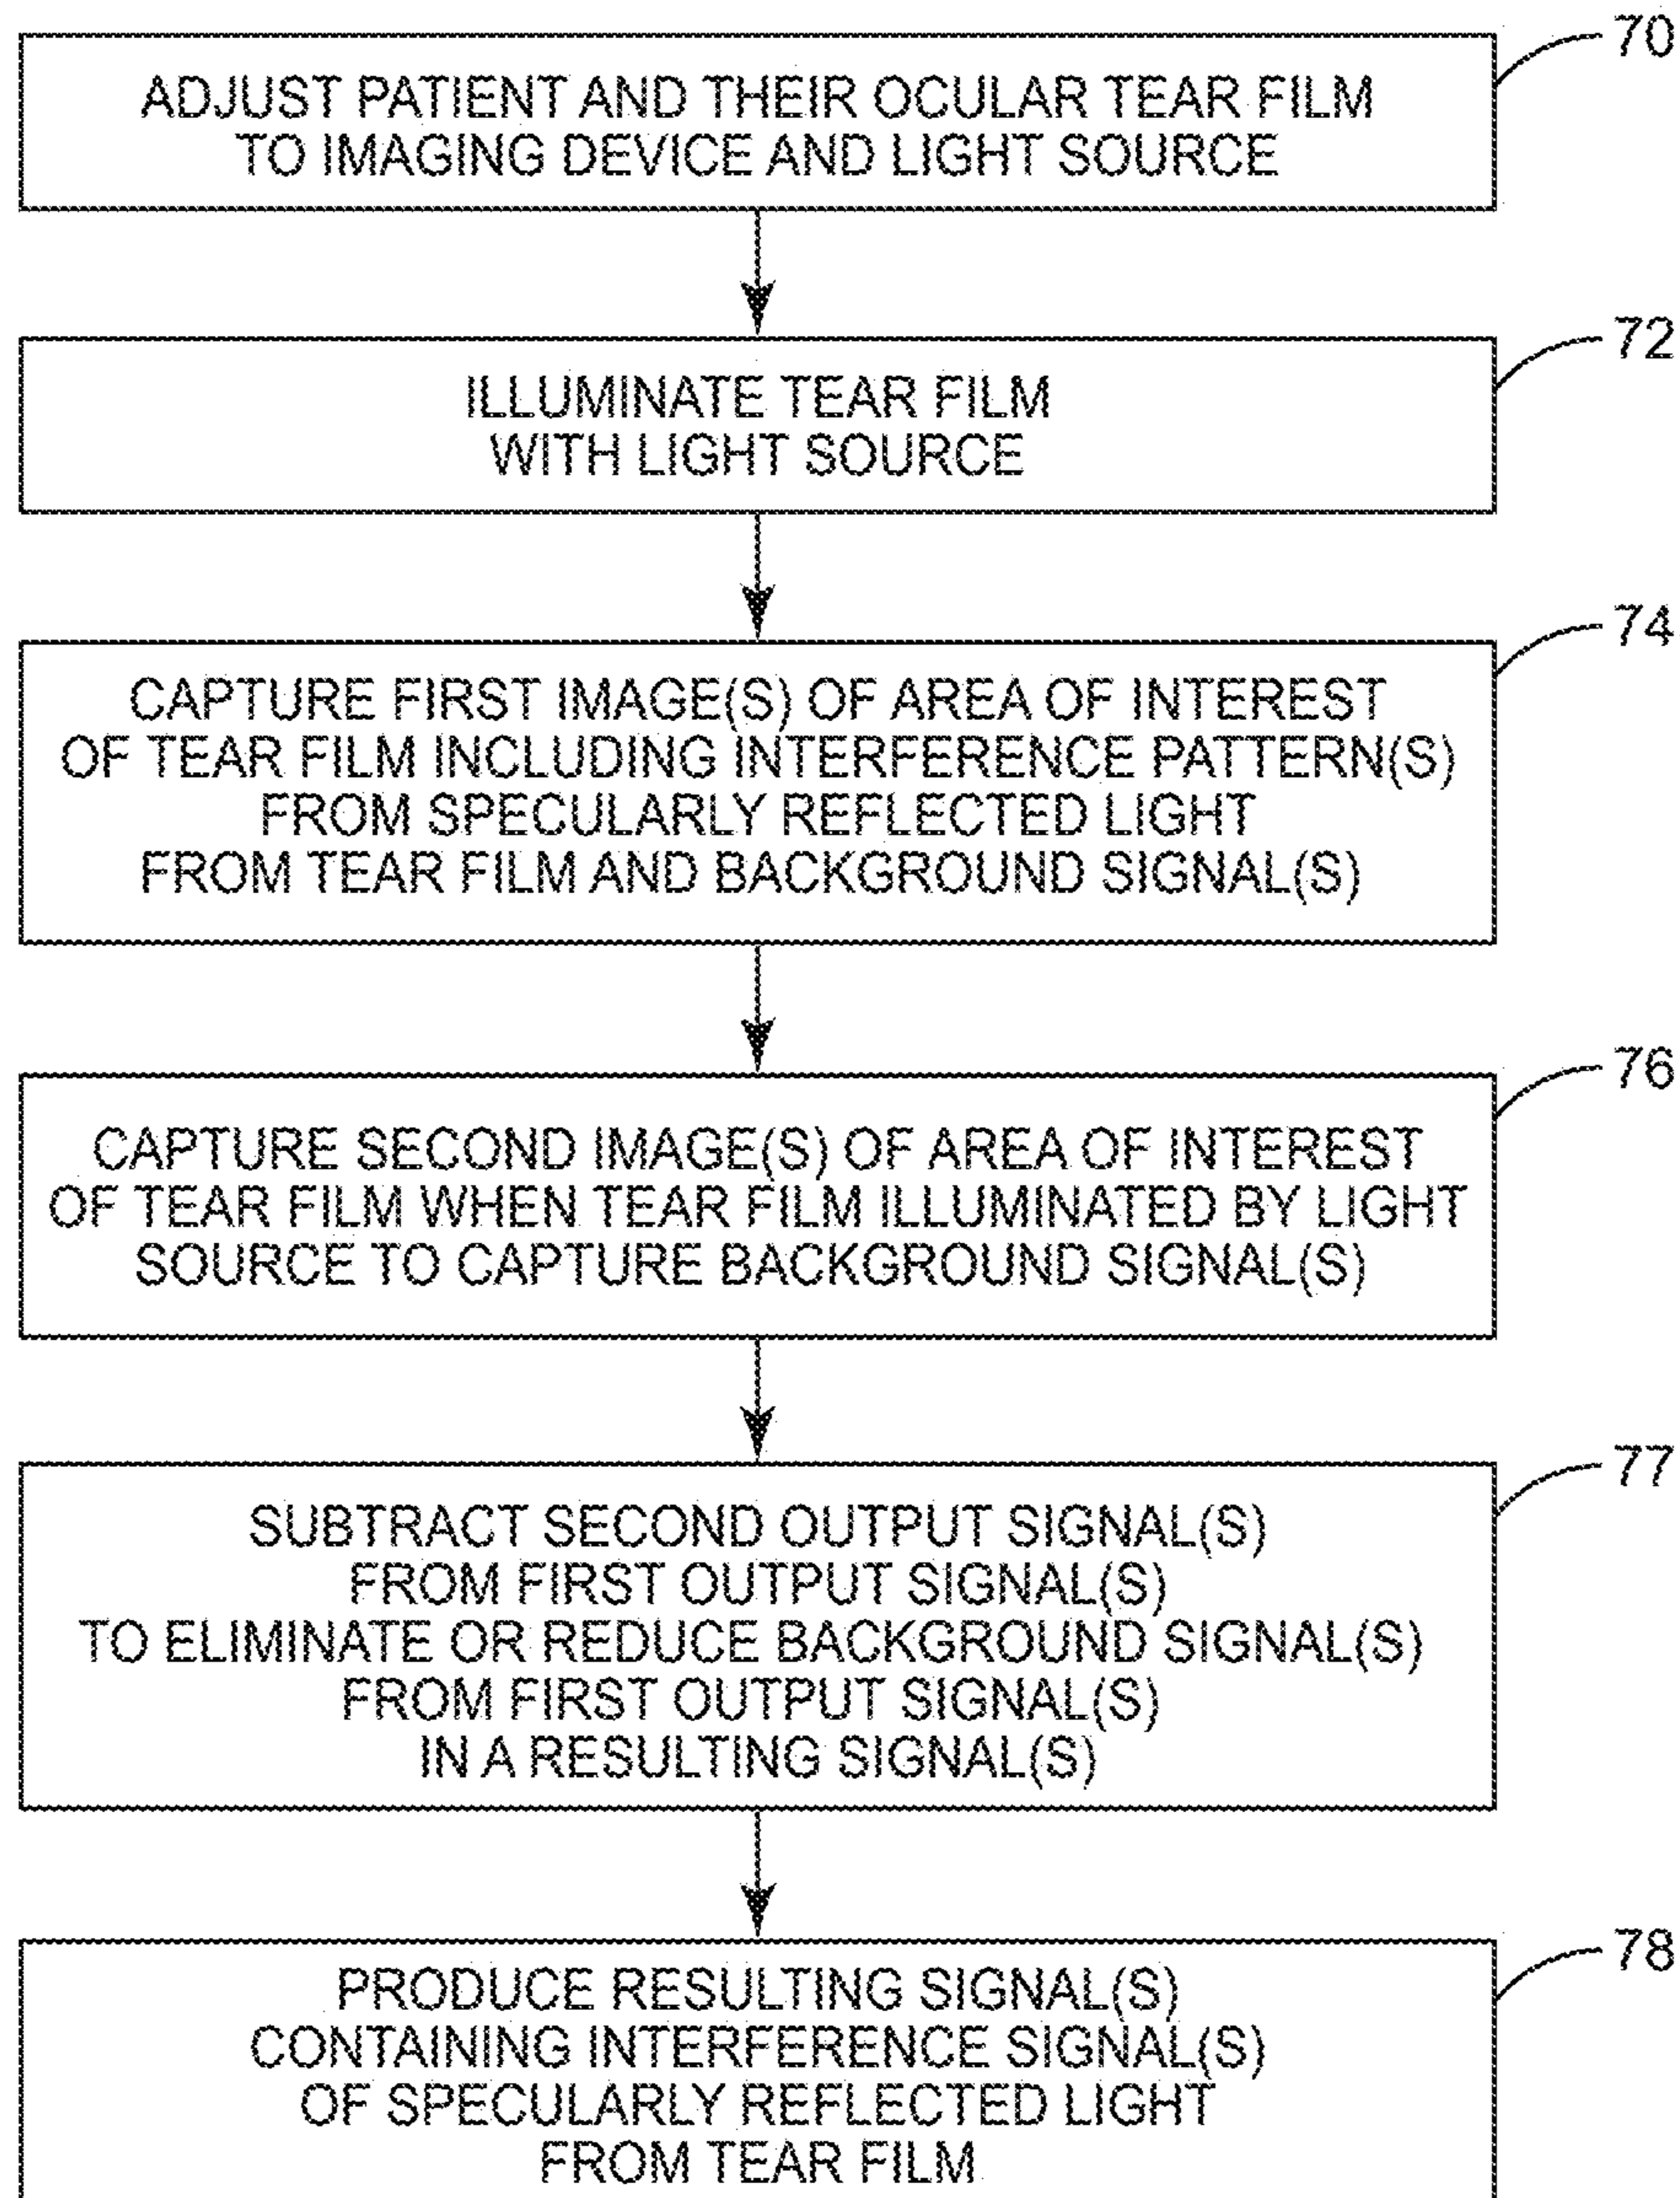 70
ADJUST PATIENT AND THEIR OCULAR TEAR FILM
TO IMAGING DEVICE AND LIGHT SOURCE
72
ILLUMINATE TEAR FILM
WITH LIGHT SOURCE
74
CAPTURE FIRST IMAGE(S) OF AREA OF INTEREST
OF TEAR FILM INCLUDING INTERFERENCE PATTERN(S)
FROM SPECULARLY REFLECTED LIGHT
FROM TEAR FILM AND BACKGROUND SIGNAL(S)
76
CAPTURE SECOND IMAGE(S) OF AREA OF INTEREST
OF TEAR FILM WHEN TEAR FILM ILLUMINATED BY LIGHT
SOURCE TO CAPTURE BACKGROUND SIGNAL(S)
77
SUBTRACT SECOND OUTPUT SIGNAL(S)
FROM FIRST OUTPUT SIGNAL(S)
TO ELIMINATE OR REDUCE BACKGROUND SIGNAL(S)
FROM FIRST OUTPUT SIGNAL(S)
IN A RESULTING SIGNAL(S)
78
PRODUCE RESULTING SIGNAL(S)
CONTAINING INTERFERENCE SIGNAL(S)
OF SPECULARLY REFLECTED LIGHT
FROM TEAR FILM